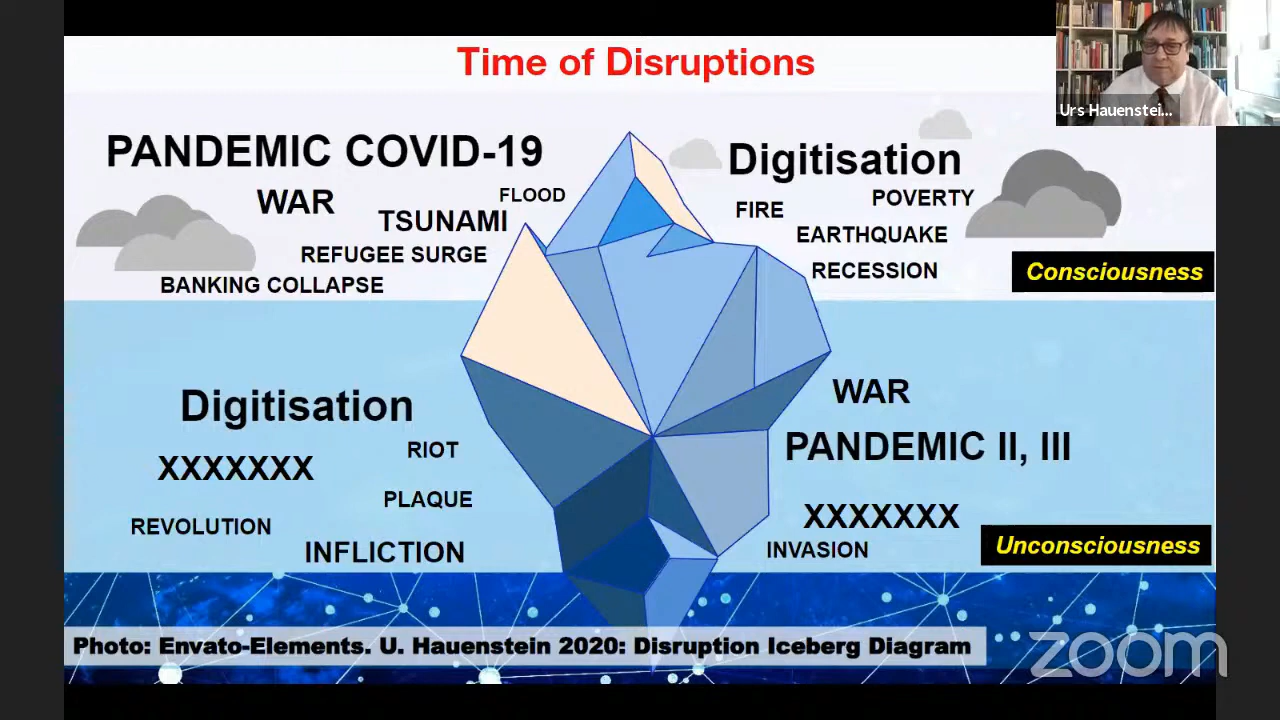 Time of Disruptions
Urs Hauenstei...
PANDEMIC COVID-19
WAR
FLOOD
TSUNAMI
REFUGEE SURGE
BANKING COLLAPSE
Digitisation
POVERTY
FIRE
EARTHQUAKE
RECESSION
Consciousness
Digitisation
RIOT
XXXXXXX
PLAQUE
REVOLUTION
INFLICTION
WAR
PANDEMIC II, III
XXXXXXX
INVASION
Unconsciousness
Photo: Envato-Elements. U. Hauenstein 2020: Disruption Iceberg Diagram
zoom